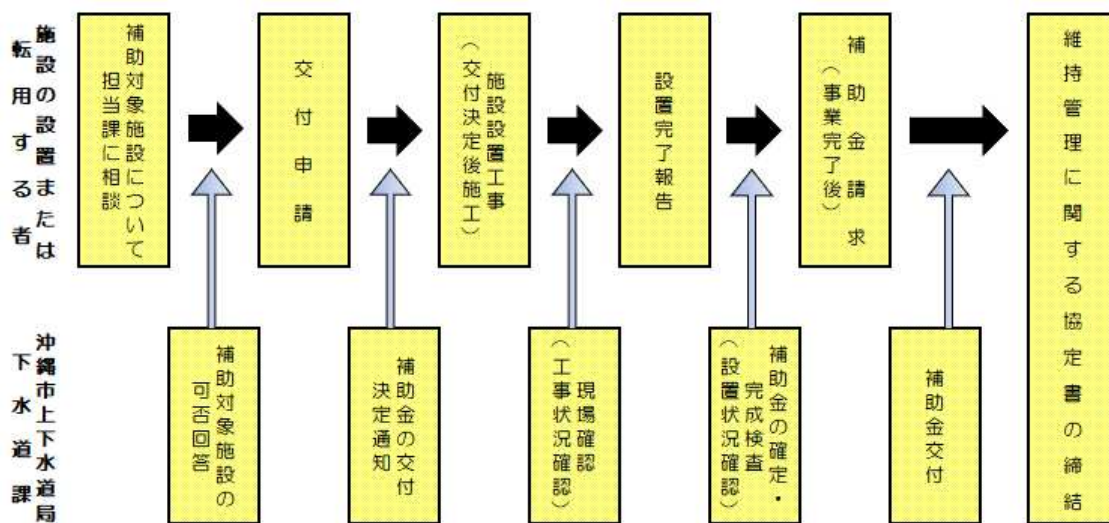 施設の設置または
転用する者
補助対象施設について
担当課に相談
交付申請
施設設置工事
（交付決定後施工）
設置完了報告
補助金請求
（事業完了後）
維持管理に関する協定書の締結
沖縄市上下水道局
下水道課
補助対象施設の
可否回答
補助金の交付
決定通知
現場確認
（工事状況確認）
補助金の確定・
完成検査
（設置状況確認）
補助金交付